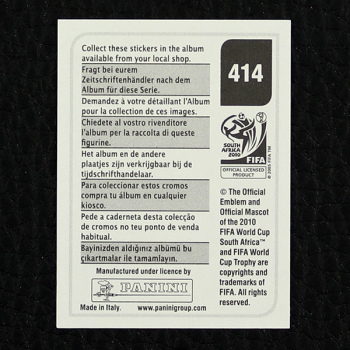 Collect these stickers in the album
available from your local shop.
Fragt bei eurem
Zeitschriftenhändler nach dem
Album für diese Serie.
Demandez à votre détaillant l'Album
pour la collection de ces images.
Chiedete al vostro rivenditore
l'album per la raccolta di queste
figurine.
Het album en de andere
plaatjes zijn verkrijgbaar bij de
tijdschrifthandelaar.
Para coleccionar estos cromos
compra tu álbum en cualquier
kiosco.
Pede a caderneta desta colecção
de cromos no teu ponto de venda
habitual.
Bayinizden aldığınız albümü bu
çıkartmalar ile tamamlayin.
Manufactured under licence by
PANINI
Made in Italy. www.paninigroup.com
414
SOUTH AFRICA
2010
FIFA
OFFICIAL LICENSED
PRODUCT
© 2005 FIFA TM
© The Official
Emblem and
Official Mascot
of the 2010
FIFA World Cup
South Africa™
and FIFA World
Cup Trophy are
copyrights and
trademarks of
FIFA. All rights
reserved.